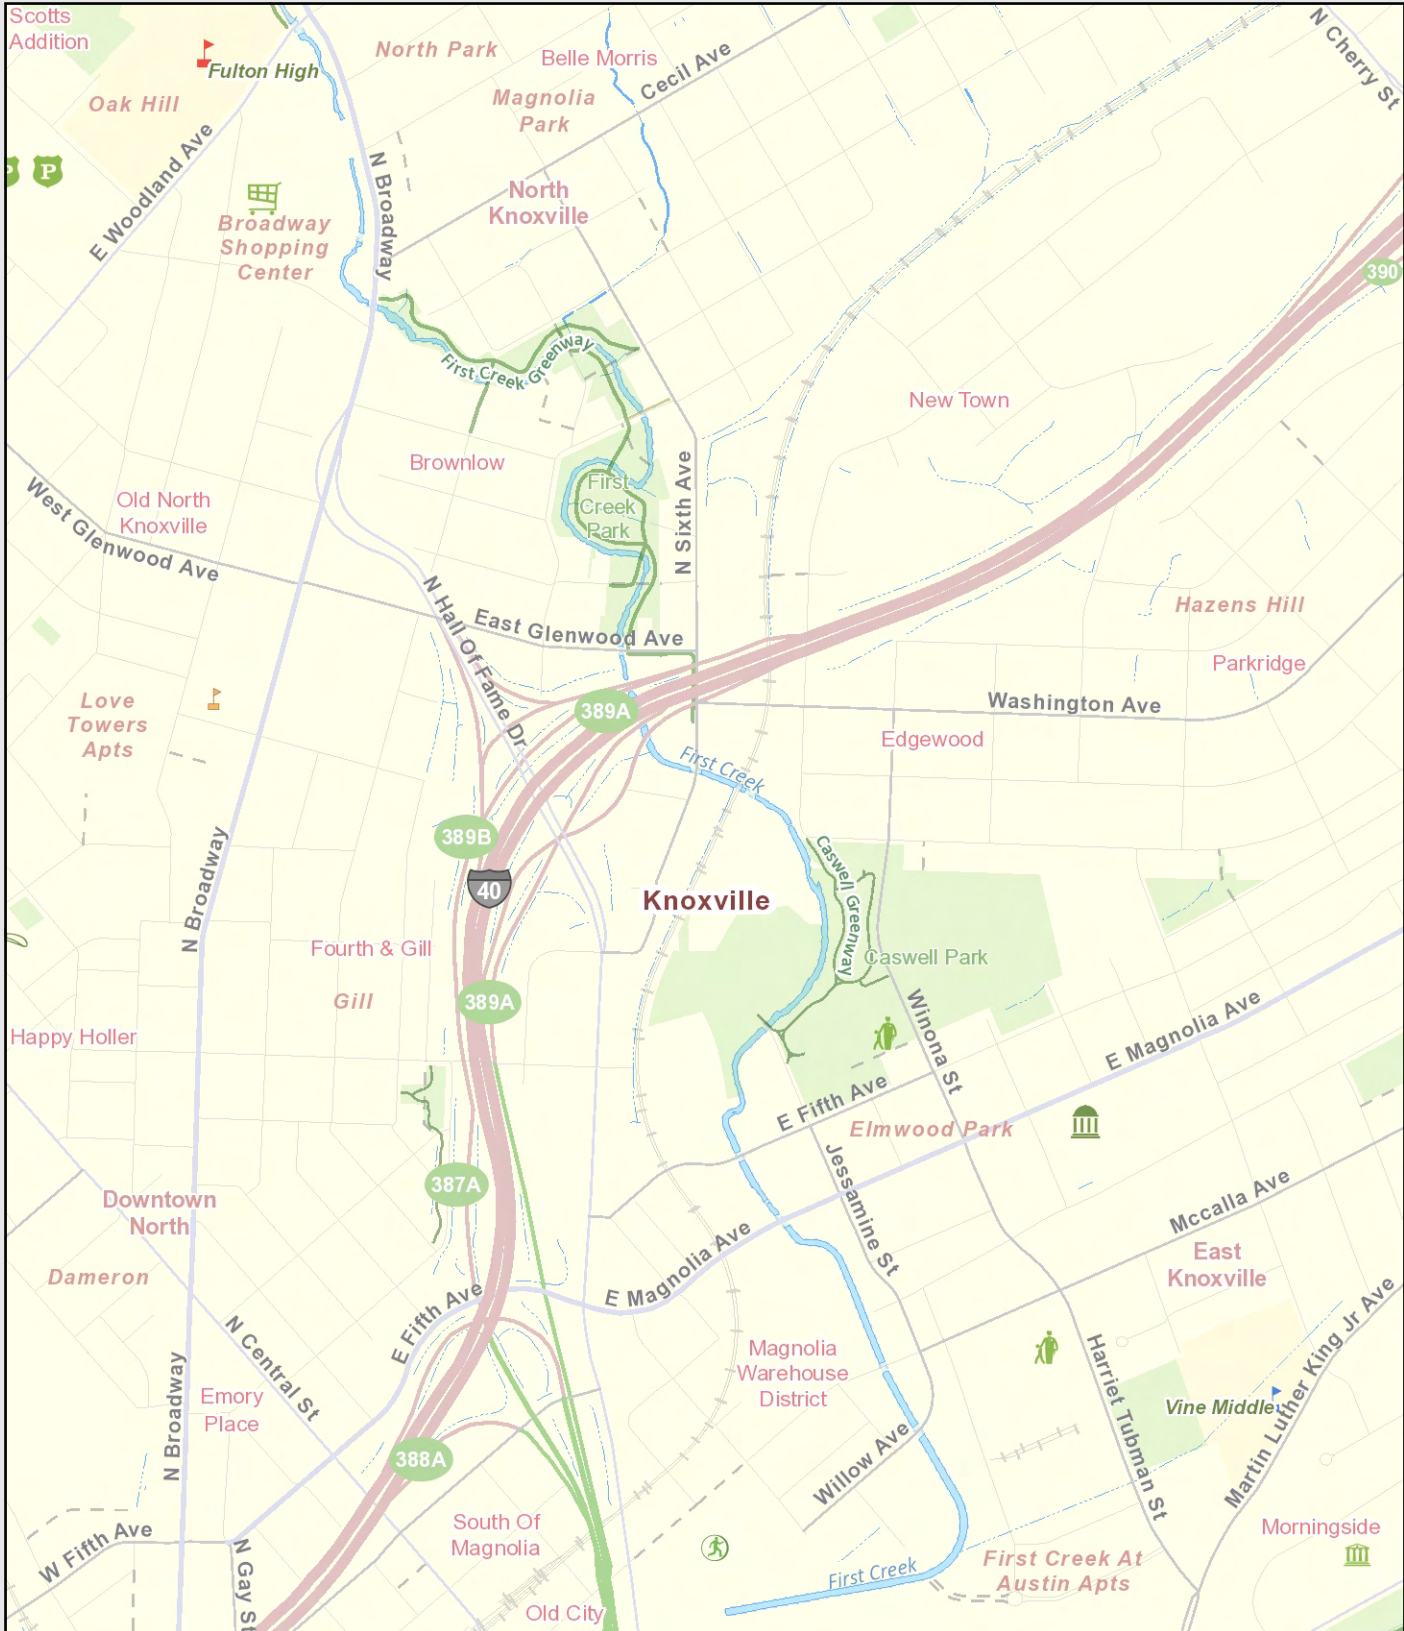 Scotts
Addition
Fulton High
North Park
Belle Morris
N Cherry St
Oak Hill
Magnolia
Park
Cecil Ave
P
E Woodland Ave
N Broadway
North
Knoxville
Broadway
Shopping
Center
390
First Creek Greenway
New Town
Brownlow
First
Creek
Park
Old North
Knoxville
West Glenwood Ave
N Sixth Ave
N Hall Of Fame Dr
East Glenwood Ave
Hazens Hill
Parkridge
Love
Towers
Apts
389A
Washington Ave
Edgewood
First Creek
389B
40
N Broadway
Knoxville
Caswell Greenway
Caswell Park
Fourth & Gill
Gill
389A
Happy Holler
Winona St
E Magnolia Ave
E Fifth Ave
Elmwood Park
387A
Jessamine St
Downtown
North
Mccalla Ave
East
Knoxville
Dameron
E Fifth Ave
E Magnolia Ave
N Central St
N Broadway
Emory
Place
Magnolia
Warehouse
District
Harriet Tubman St
Vine Middle
Martin Luther King Jr Ave
388A
Willow Ave
W Fifth Ave
N Gay St
South Of
Magnolia
Morningside
First Creek
First Creek At
Austin Apts
Old City